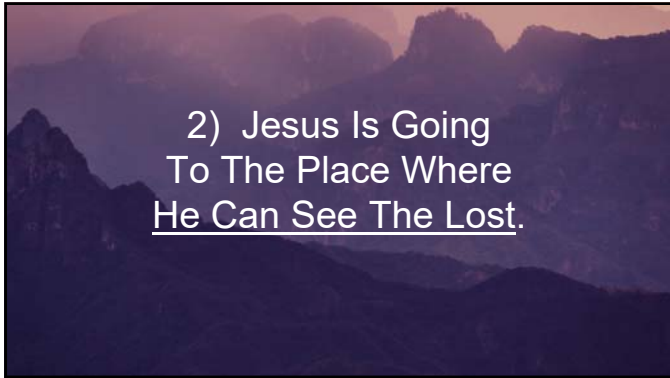 2) Jesus Is Going
To The Place Where
He Can See The Lost.